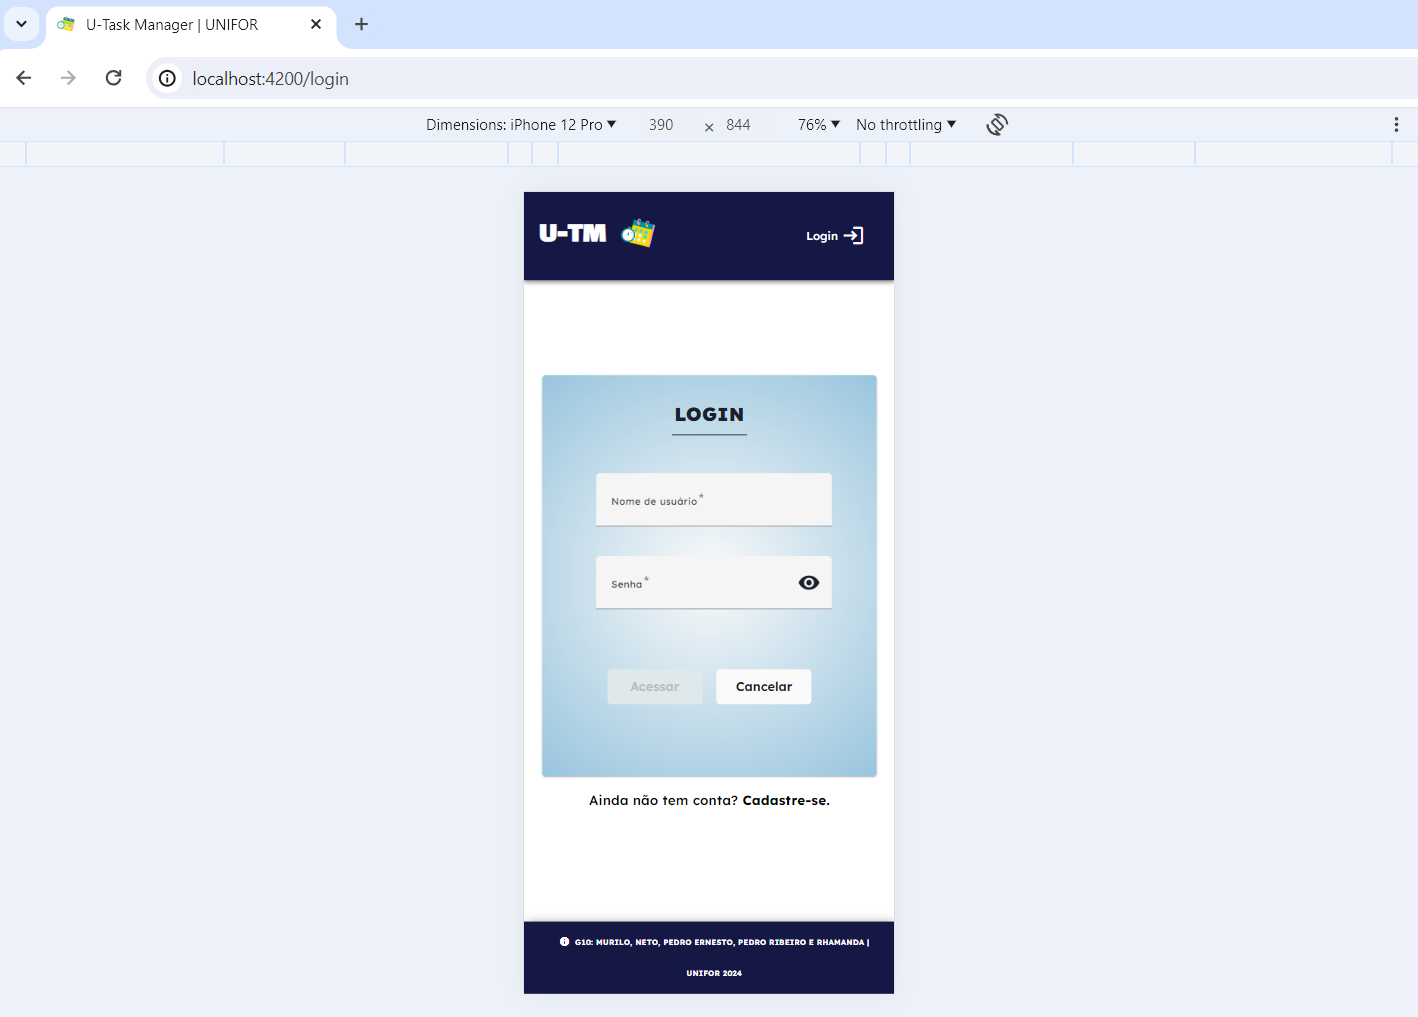 U-Task Manager | UNIFOR
localhost:4200/login
Dimensions: iPhone 12 Pro 390 × 844 76% No throttling
U-TM Login
LOGIN
Nome de usuário*
Senha*
Acessar Cancelar
Ainda não tem conta? Cadastre-se.
G10: MURILO, NETO, PEDRO ERNESTO, PEDRO RIBEIRO E RHAMANDA |
UNIFOR 2024